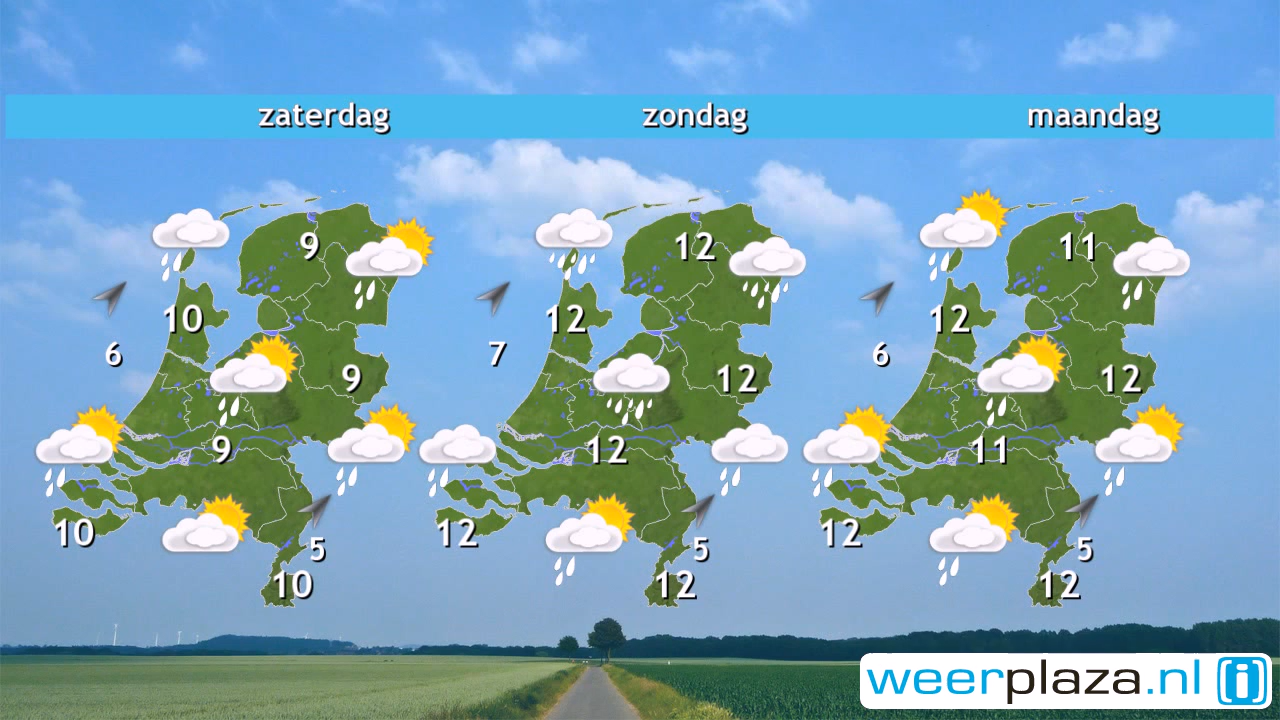 zaterdag zondag maandag
9 12 11
10 12 12
6 7 6
9 12 12
9 12 11
10 12 12
5 5 5
10 12 12
weerplaza.nl i